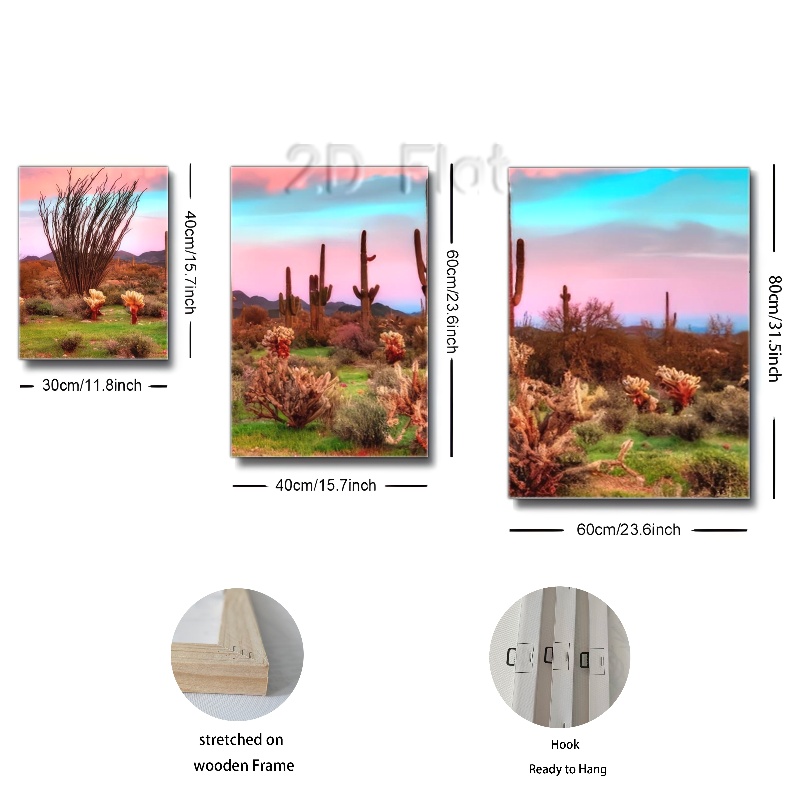 2D Flat
40cm/15.7inch
30cm/11.8inch
60cm/23.6inch
40cm/15.7inch
80cm/31.5inch
60cm/23.6inch
stretched on
wooden Frame
Hook
Ready to Hang